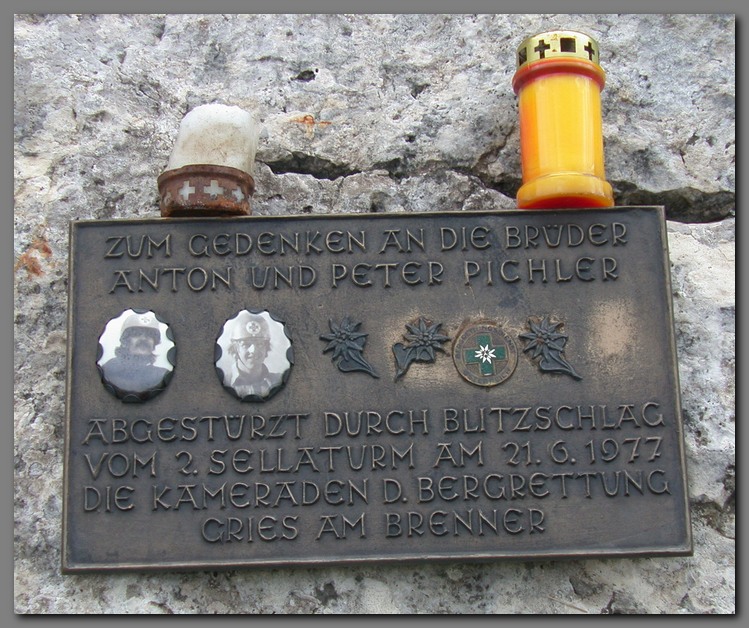 ZUM GEDENKEN AN DIE BRÜDER
ANTON UND PETER PICHLER
ABGESTÜRZT DURCH BLITZSCHLAG
VOM 2. SELLATURM AM 21. 6. 1977
DIE KAMERADEN D. BERGRETTUNG
GRIES AM BRENNER